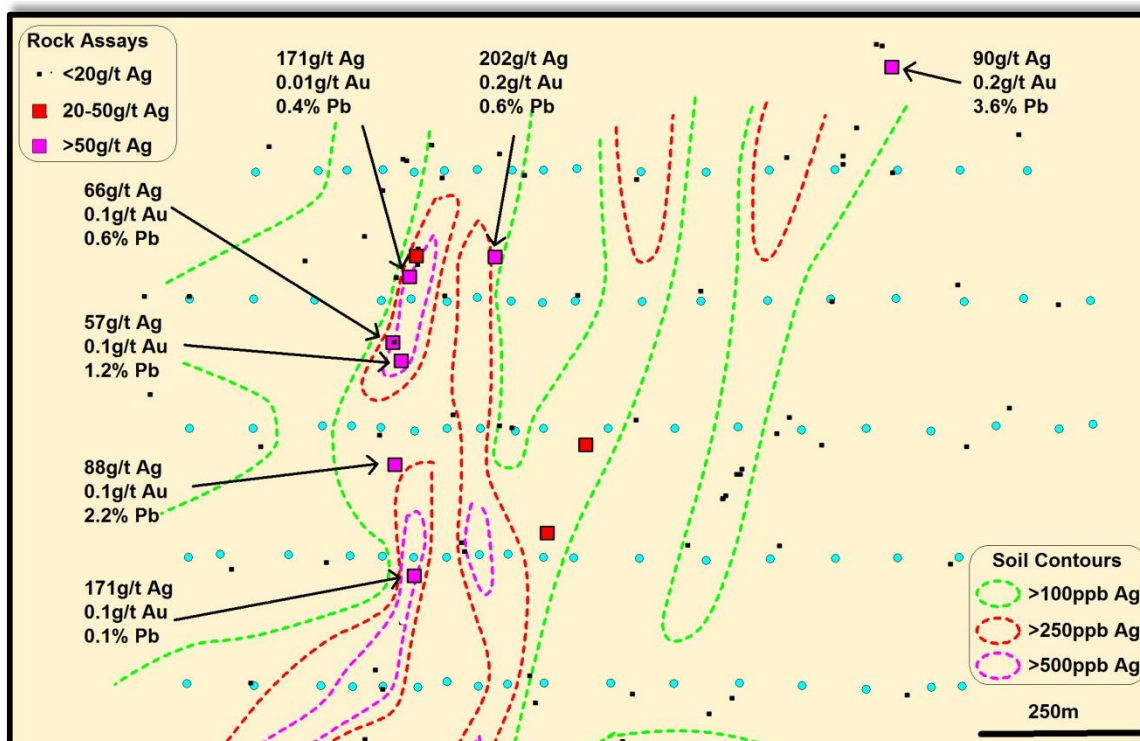 Rock Assays
<20g/t Ag
20-50g/t Ag
>50g/t Ag
171g/t Ag
0.01g/t Au
0.4% Pb
202g/t Ag
0.2g/t Au
0.6% Pb
90g/t Ag
0.2g/t Au
3.6% Pb
66g/t Ag
0.1g/t Au
0.6% Pb
57g/t Ag
0.1g/t Au
1.2% Pb
88g/t Ag
0.1g/t Au
2.2% Pb
171g/t Ag
0.1g/t Au
0.1% Pb
Soil Contours
>100ppb Ag
>250ppb Ag
>500ppb Ag
250m